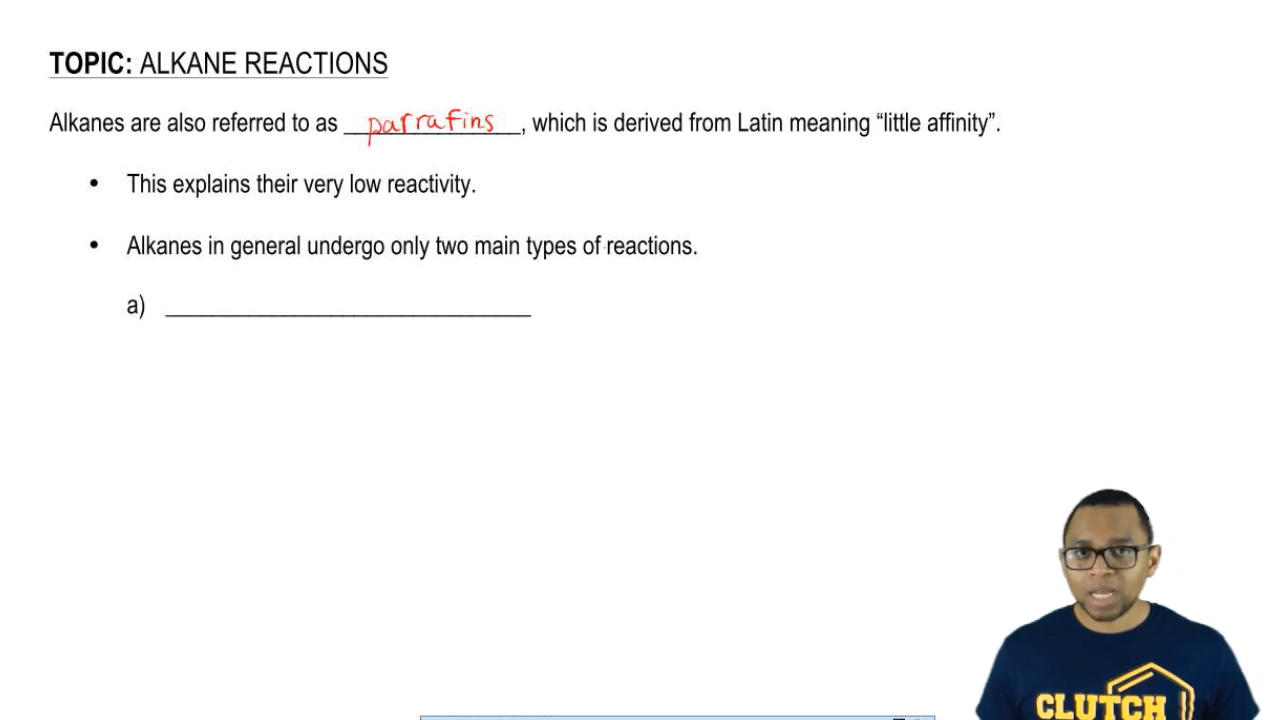 TOPIC: ALKANE REACTIONS
Alkanes are also referred to as parrafins, which is derived from Latin meaning “little affinity”.
• This explains their very low reactivity.
• Alkanes in general undergo only two main types of reactions.
a) ______________________________
CLUTCH